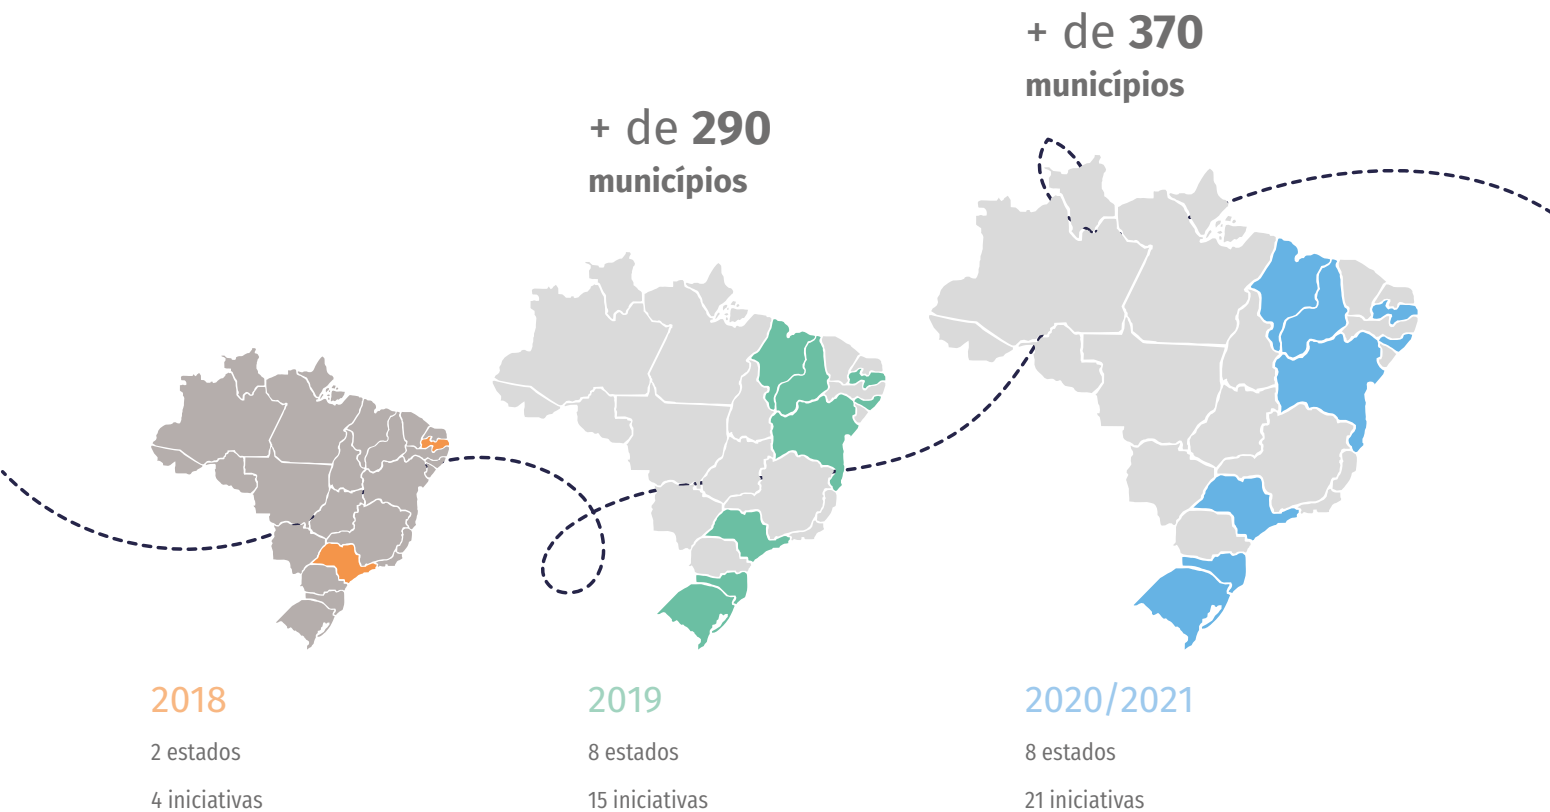 + de 370
municípios
+ de 290
municípios
2018
2 estados
4 iniciativas
2019
8 estados
15 iniciativas
2020/2021
8 estados
21 iniciativas